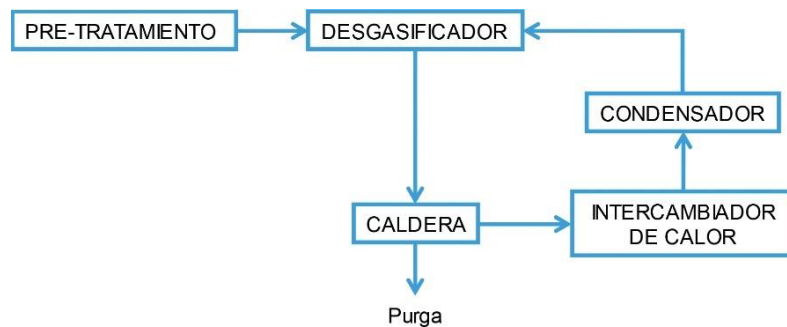 PRE-TRATAMIENTO
DESGASIFICADOR
CONDENSADOR
CALDERA
INTERCAMBIADOR
DE CALOR
Purga